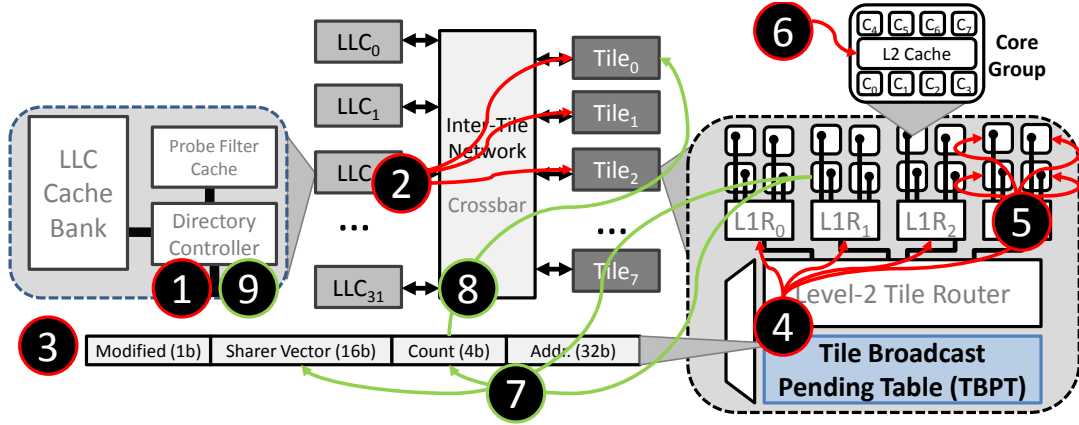 LLC
Cache
Bank
Probe Filter
Cache
Directory
Controller
1
9
LLC0
LLC1
LLC
2
...
LLC31
Inter-Tile
Network
Crossbar
8
Tile0
Tile1
Tile2
...
Tile7
6
C4 C5 C6 C7
L2 Cache
C0 C1 C2 C3
Core
Group
L1R0
L1R1
L1R2
5
4
Level-2 Tile Router
Tile Broadcast
Pending Table (TBPT)
3
Modified (1b)
Sharer Vector (16b)
Count (4b)
Addr. (32b)
7